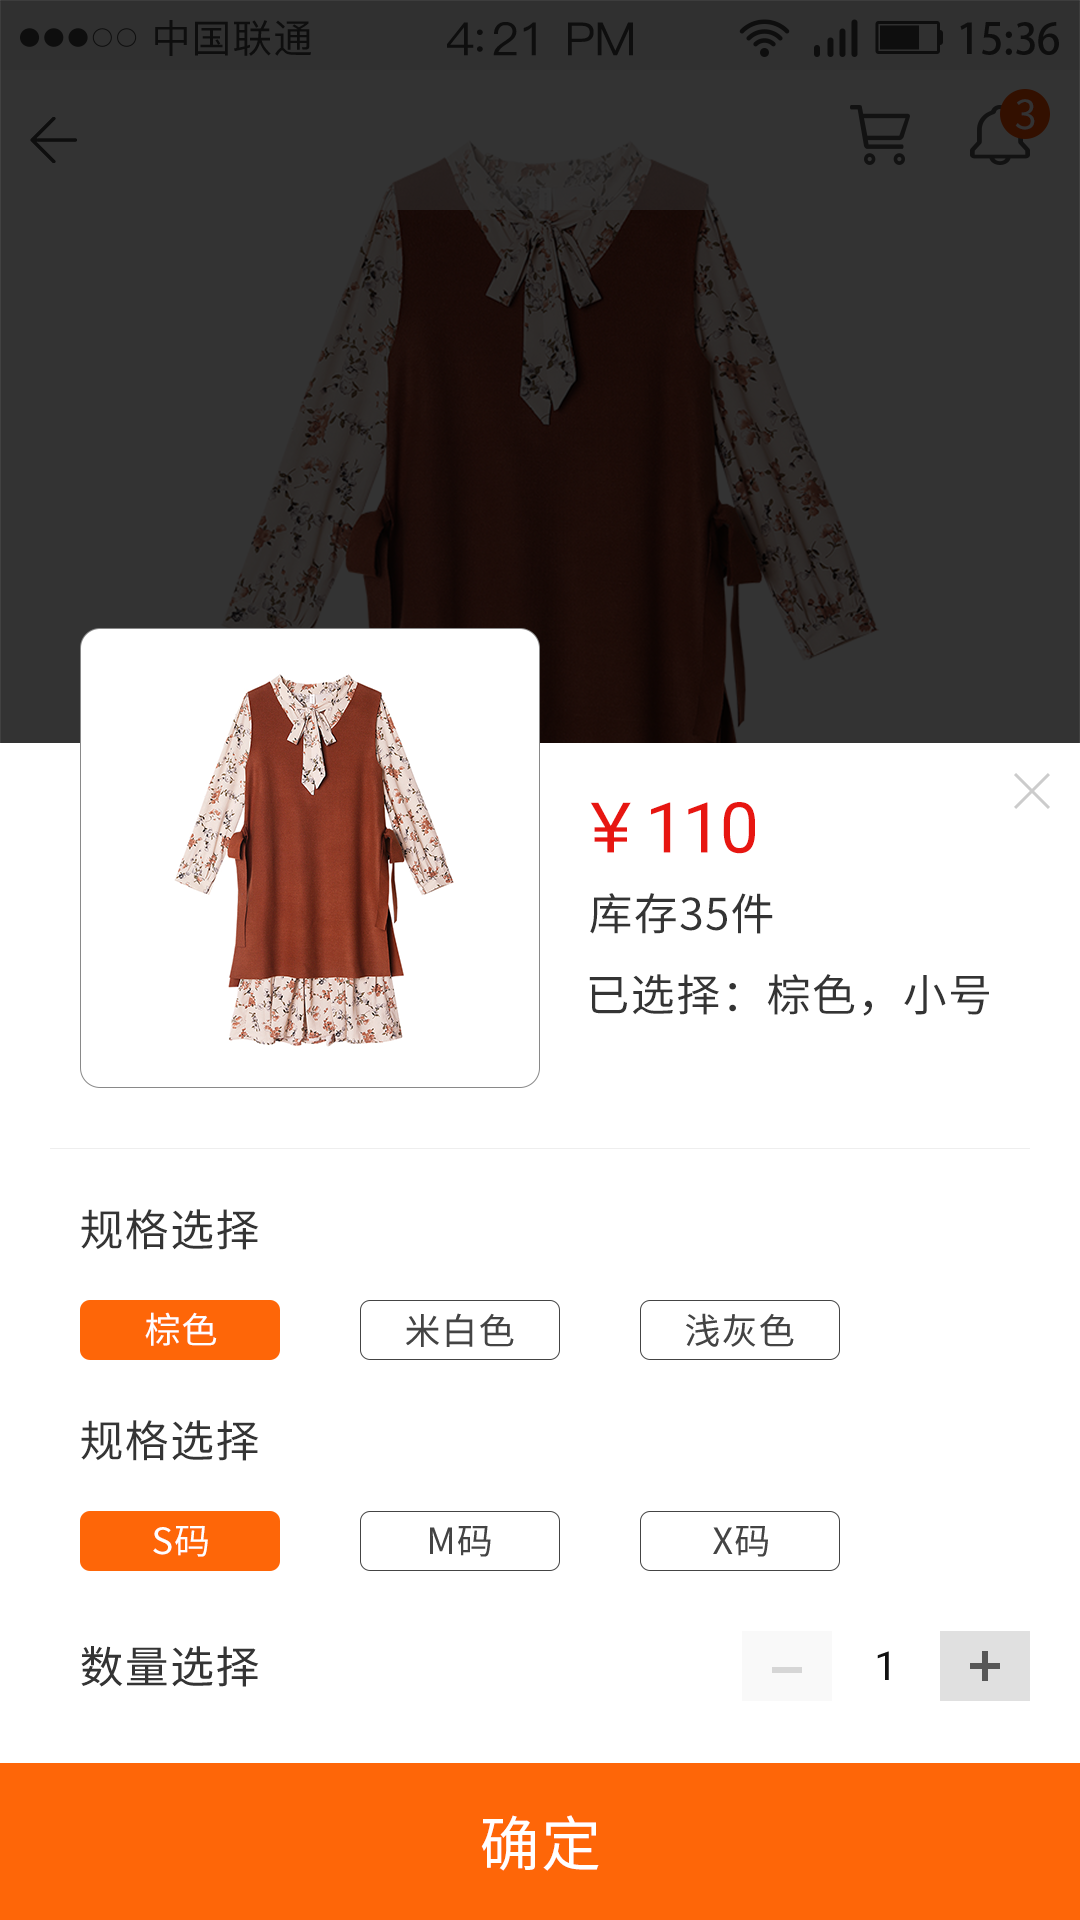 中国联通 4:21 PM 15:36
3
¥110
库存35件
已选择：棕色，小号
规格选择
棕色 米白色 浅灰色
规格选择
S码 M码 X码
数量选择 1
确定